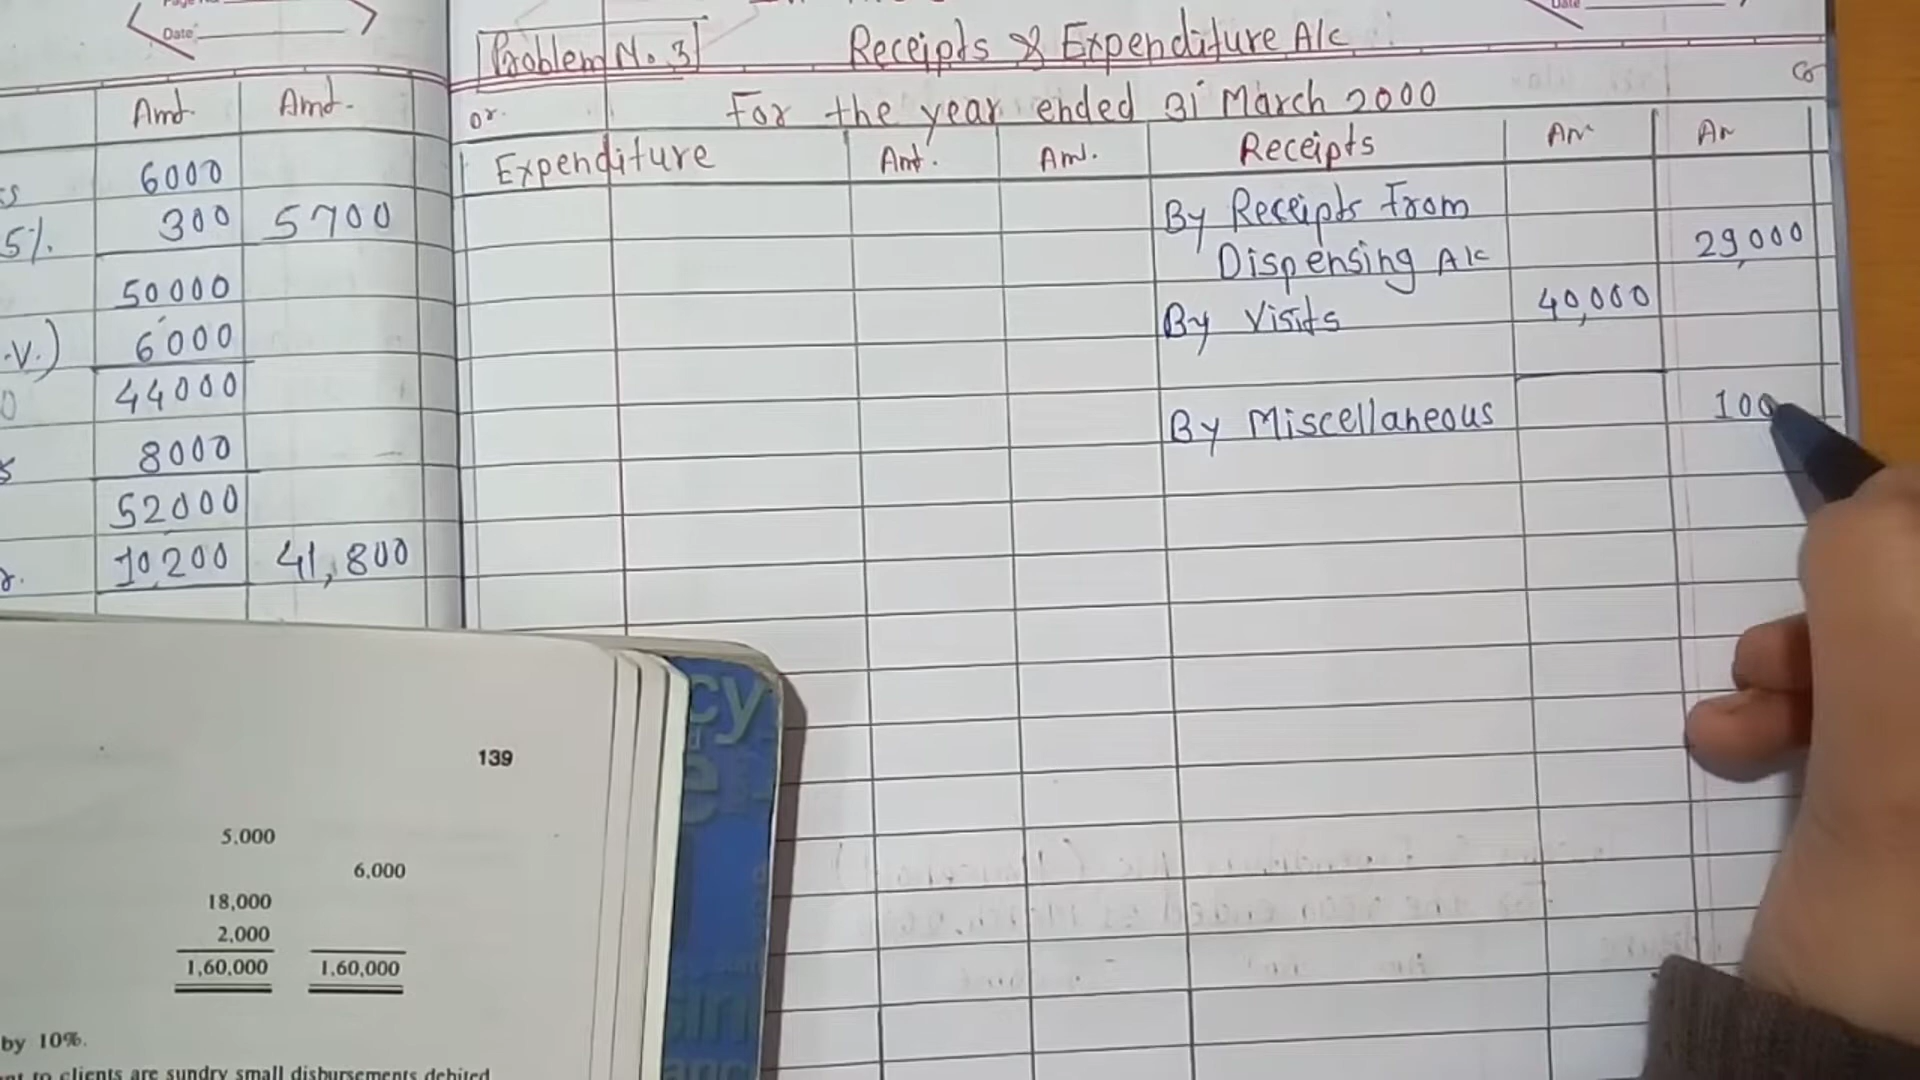 Date
Date
Problem No. 3
Receipts & Expenditure A/c
For the year ended 31 March 2000
Amt. Amt.
6000
5%. 300 5700
50000
.V.) 6000
44000
8000
52000
10,200 41,800
Expenditure Amt. Am. Receipts Am Am
By Receipts From
Dispensing A/c 29,000
By Visits 40,000
By Miscellaneous 100
139
5,000
6,000
18,000
2,000
1,60,000 1,60,000
by 10%.
to clients are sundry small disbursements debited
cy
e